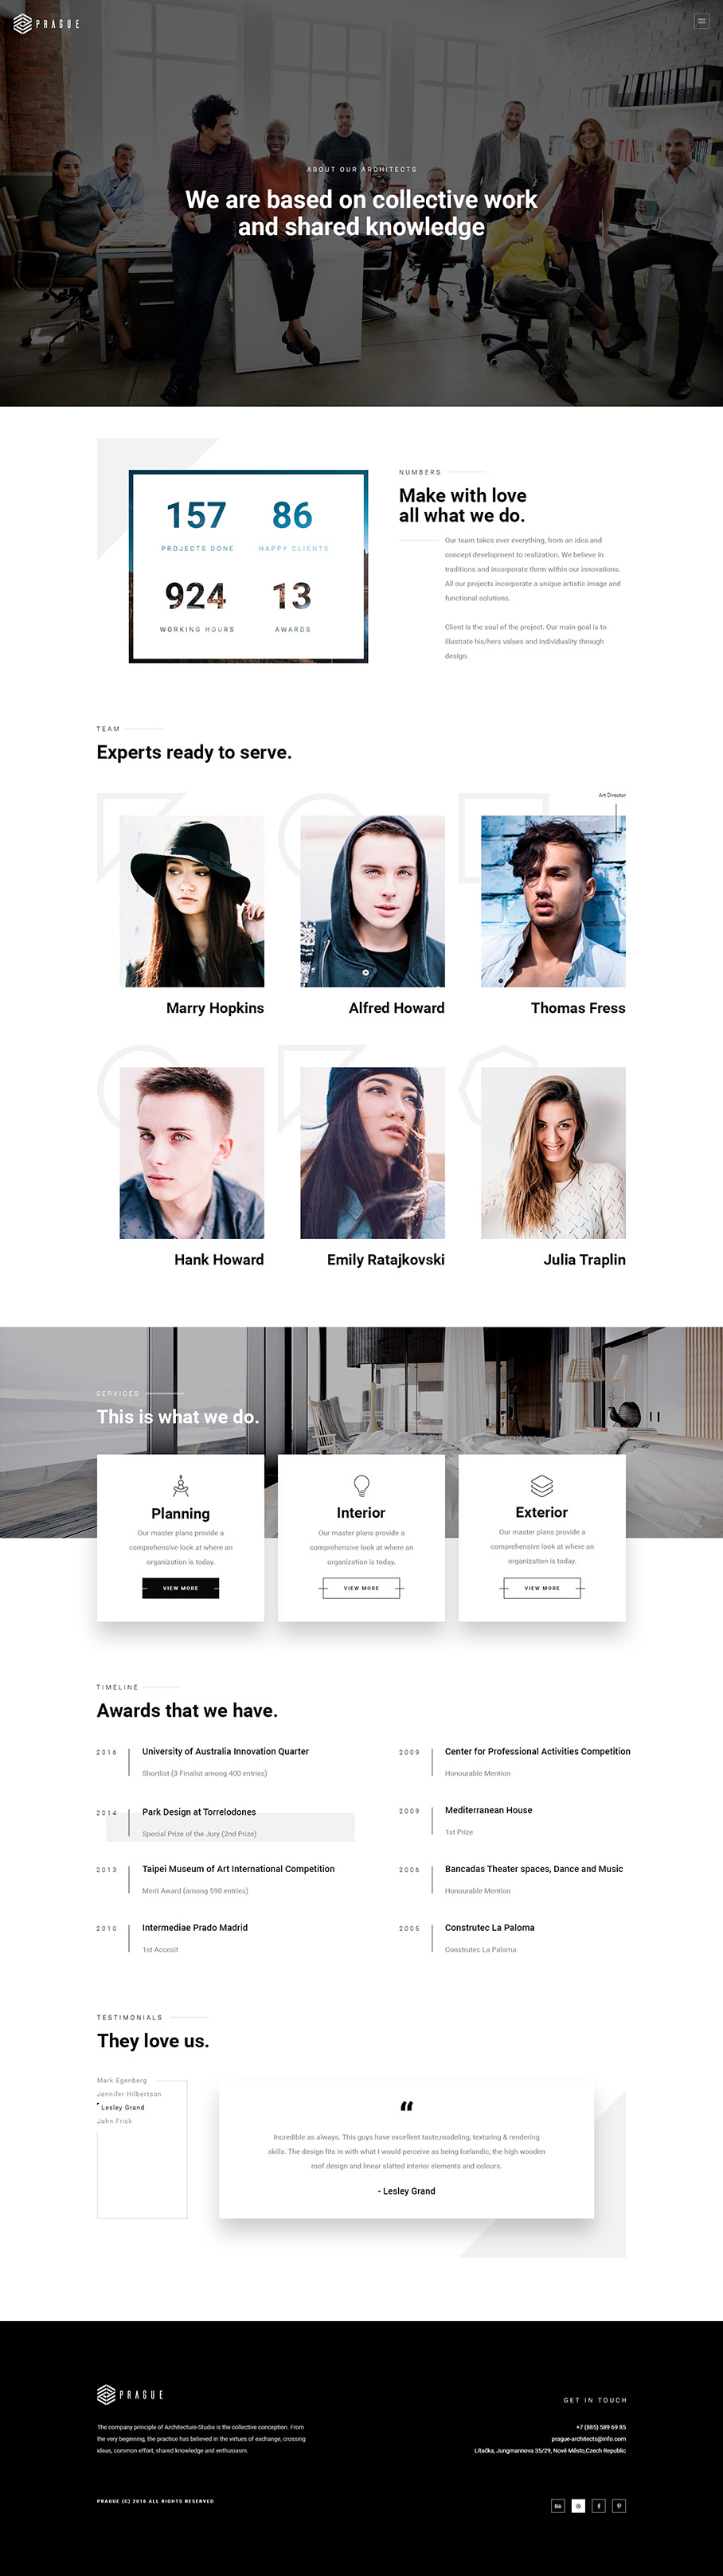 PRAGUE
ABOUT OUR ARCHITECTS
We are based on collective work
and shared knowledge
157
PROJECTS DONE
86
HAPPY CLIENTS
924
WORKING HOURS
13
AWARDS
NUMBERS
Make with love
all what we do.
Our team takes over everything, from an idea and
concept development to realization. We believe in
traditions and incorporate them within our innovations.
All our projects incorporate a unique artistic image and
functional solutions.
Client is the soul of the project. Our main goal is to
illustrate his/hers values and individuality through
design.
TEAM
Experts ready to serve.
Art Director
Marry Hopkins
Alfred Howard
Thomas Fress
Hank Howard
Emily Ratajkovski
Julia Traplin
SERVICES
This is what we do.
Planning
Our master plans provide a
comprehensive look at where an
organization is today.
VIEW MORE
Interior
Our master plans provide a
comprehensive look at where an
organization is today.
VIEW MORE
Exterior
Our master plans provide a
comprehensive look at where an
organization is today.
VIEW MORE
TIMELINE
Awards that we have.
2016
University of Australia Innovation Quarter
Shortlist (3 Finalist among 400 entries)
2014
Park Design at Torrelodones
Special Prize of the Jury (2nd Prize)
2013
Taipei Museum of Art International Competition
Merit Award (among 590 entries)
2010
Intermediae Prado Madrid
1st Accesit
2009
Center for Professional Activities Competition
Honourable Mention
2009
Mediterranean House
1st Prize
2006
Bancadas Theater spaces, Dance and Music
Honourable Mention
2005
Construtec La Paloma
Construtec La Paloma
TESTIMONIALS
They love us.
Mark Egenberg
Jennifer Hilbertson
Lesley Grand
John Frick
“
Incredible as always. This guys have excellent taste,modeling, texturing & rendering
skills. The design fits in with what I would perceive as being Icelandic, the high wooden
roof design and linear slatted interior elements and colours.
- Lesley Grand
PRAGUE
The company principle of Architecture-Studio is the collective conception. From
the very beginning, the practice has believed in the virtues of exchange, crossing
ideas, common effort, shared knowledge and enthusiasm.
GET IN TOUCH
+7 (885) 589 69 85
prague-architects@info.com
Lítačka, Jungmannova 35/29, Nové Město,Czech Republic
PRAGUE (C) 2016 ALL RIGHTS RESERVED
Bē